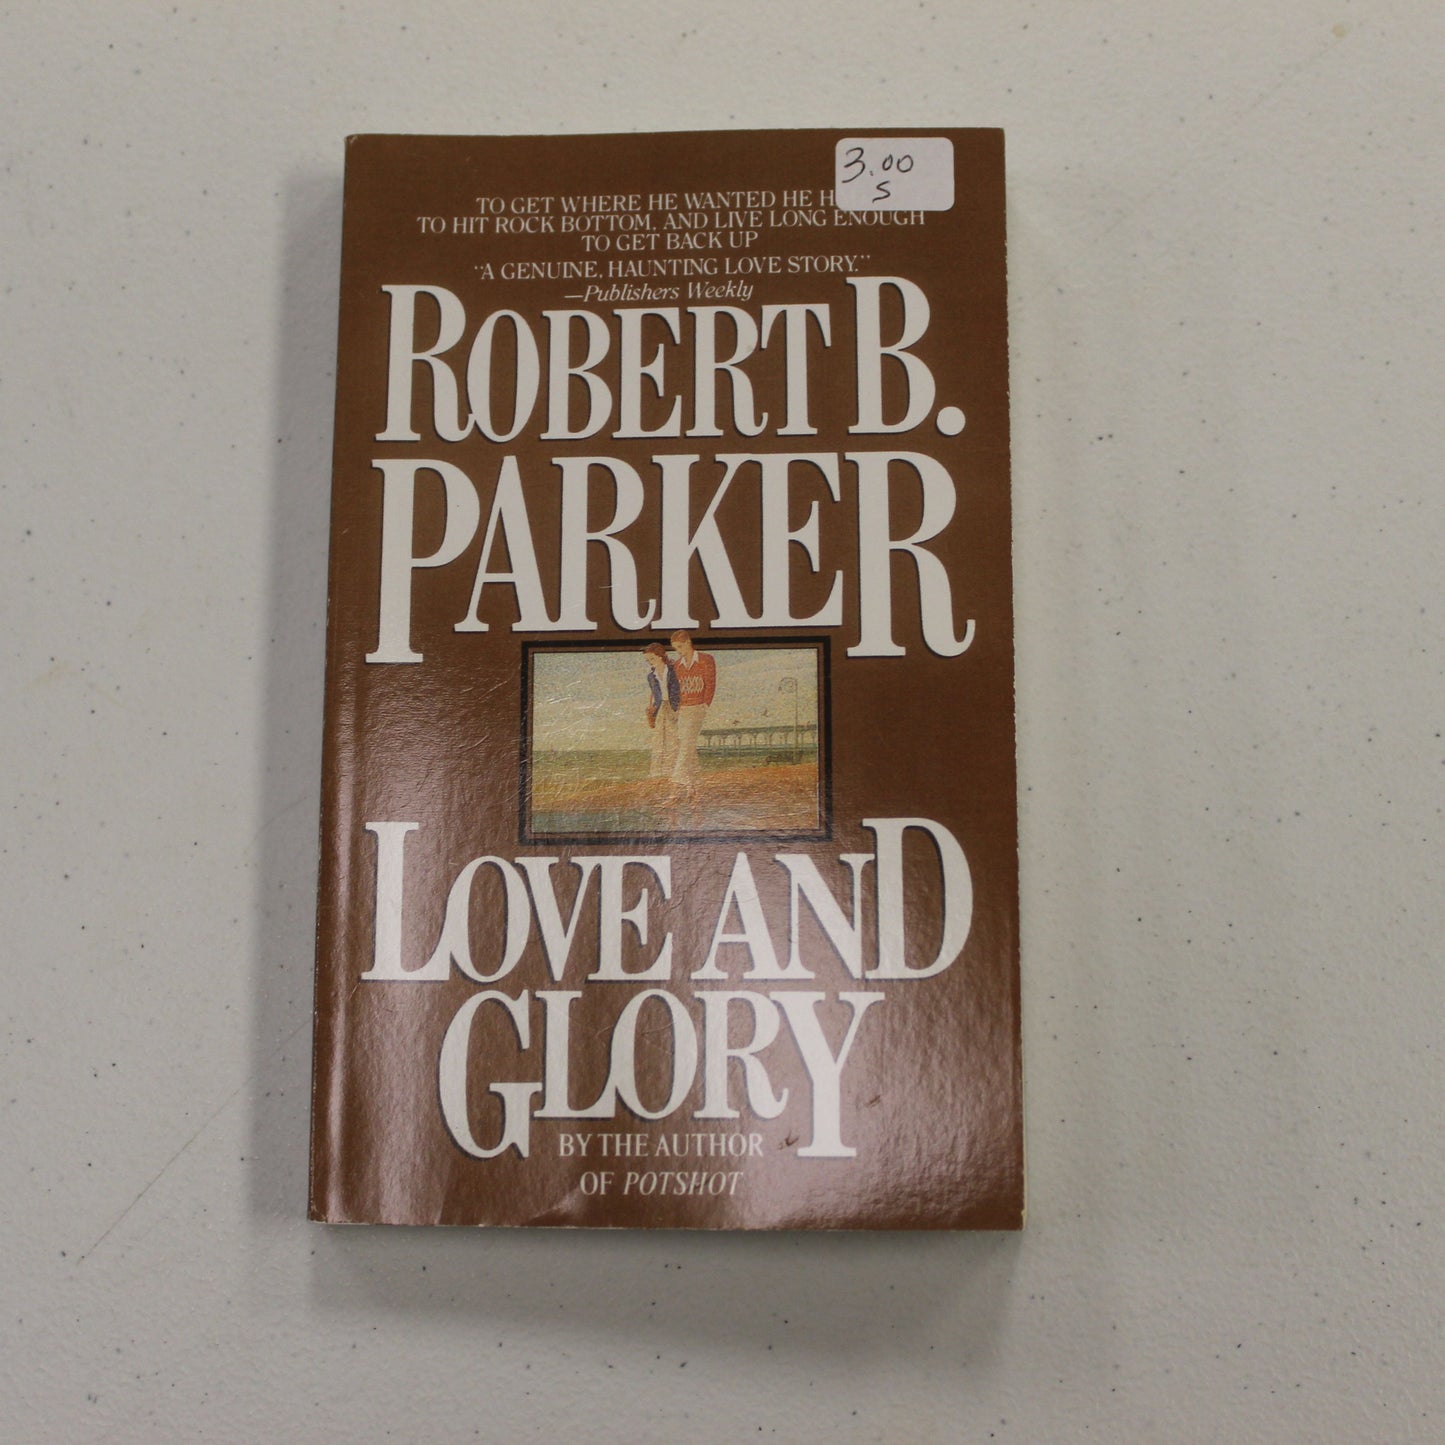 3.00
S
TO GET WHERE HE WANTED HE
TO HIT ROCK BOTTOM, AND LIVE LONG ENOUGH
TO GET BACK UP
"A GENUINE, HAUNTING LOVE STORY."
—Publishers Weekly
ROBERT B.
PARKER
LOVE AND
GLORY
BY THE AUTHOR
OF POTSHOT